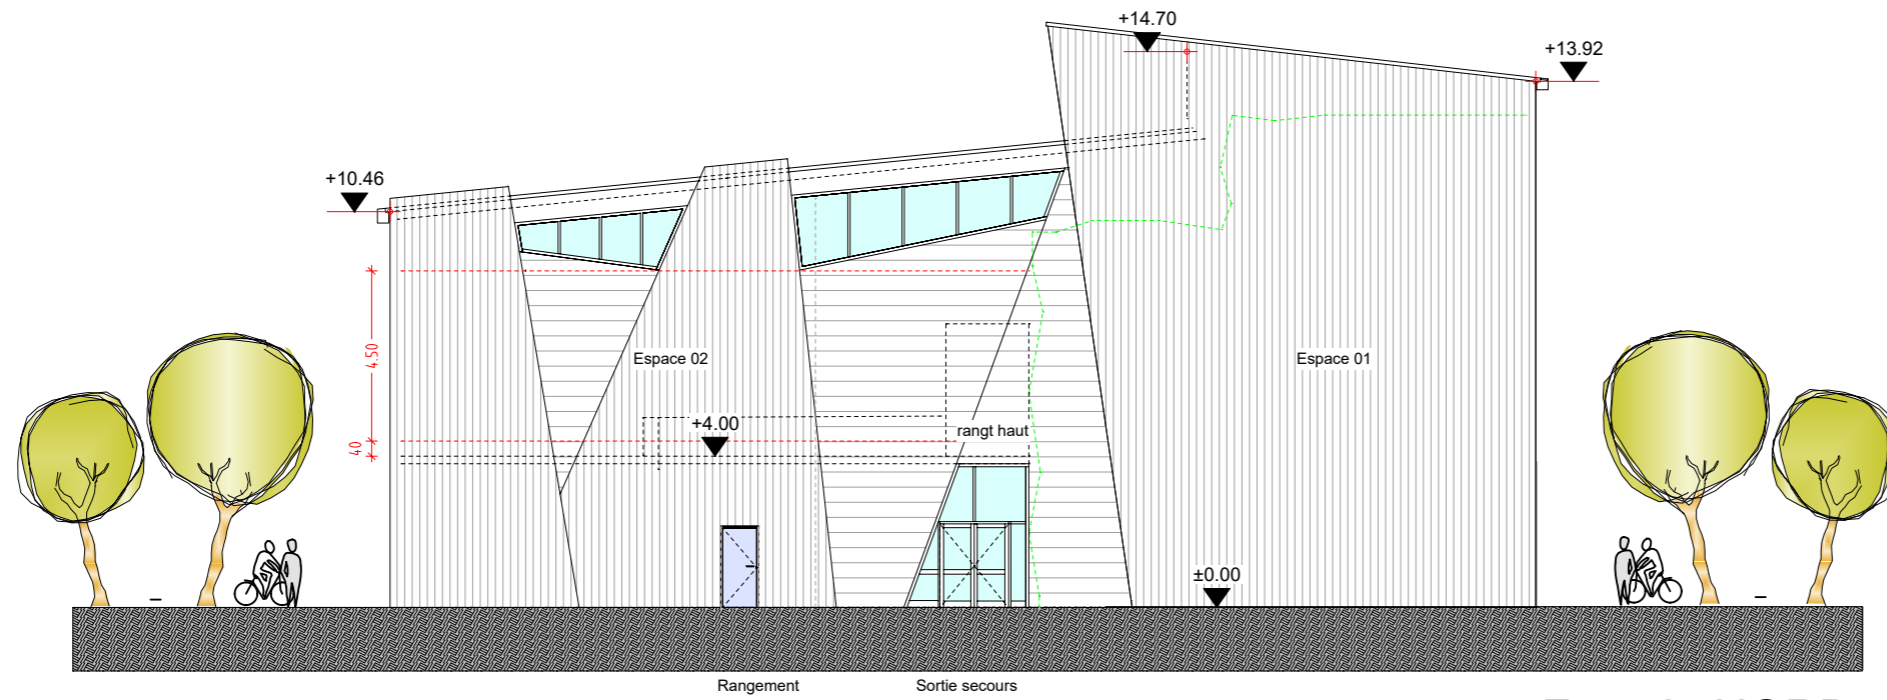 +14.70
+13.92
+10.46
4.50
Espace 02
Espace 01
+4.00
rangt haut
40
±0.00
Rangement
Sortie secours